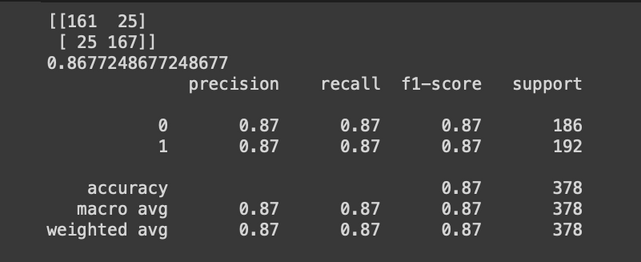 [[161  25]
 [ 25 167]]
0.8677248677248677
              precision    recall  f1-score   support

           0       0.87      0.87      0.87       186
           1       0.87      0.87      0.87       192

    accuracy                           0.87       378
   macro avg       0.87      0.87      0.87       378
weighted avg       0.87      0.87      0.87       378